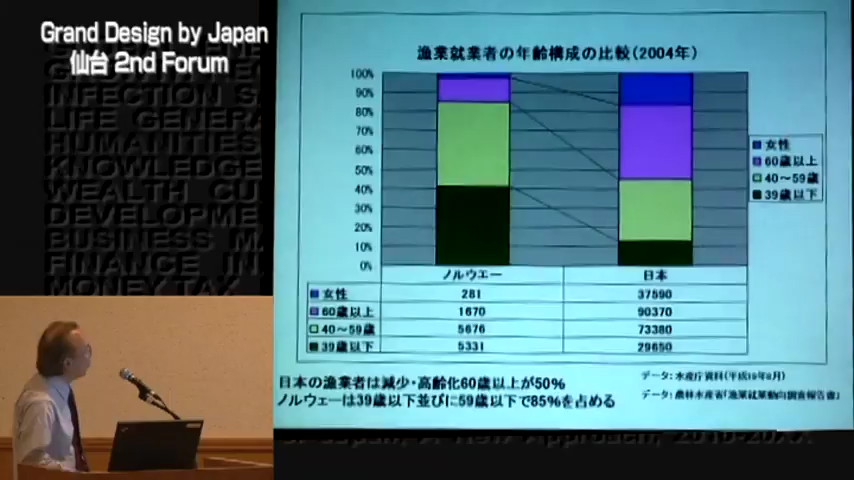 Grand Design by Japan
仙台 2nd Forum
INFECTION S
LIFE GENERA
HUMANITIES
KNOWLEDGE
WEALTH CU
DEVELOPME
BUSINESS M
FINANCE IN
MONEY TAX
漁業就業者の年齢構成の比較(2004年)
100%
90%
80%
70%
60%
50%
40%
30%
20%
10%
0%
女性
60歳以上
40～59歳
39歳以下
ノルウエー 日本
女性 281 37590
60歳以上 1670 90370
40～59歳 5676 73380
39歳以下 5331 29650
日本の漁業者は減少・高齢化60歳以上が50%
ノルウェーは39歳以下並びに59歳以下で85%を占める
データ：水産庁資料(平成19年8月)
データ：農林水産省「漁業就業動向調査報告書」
Japan, A New Approach, 2010-20XX